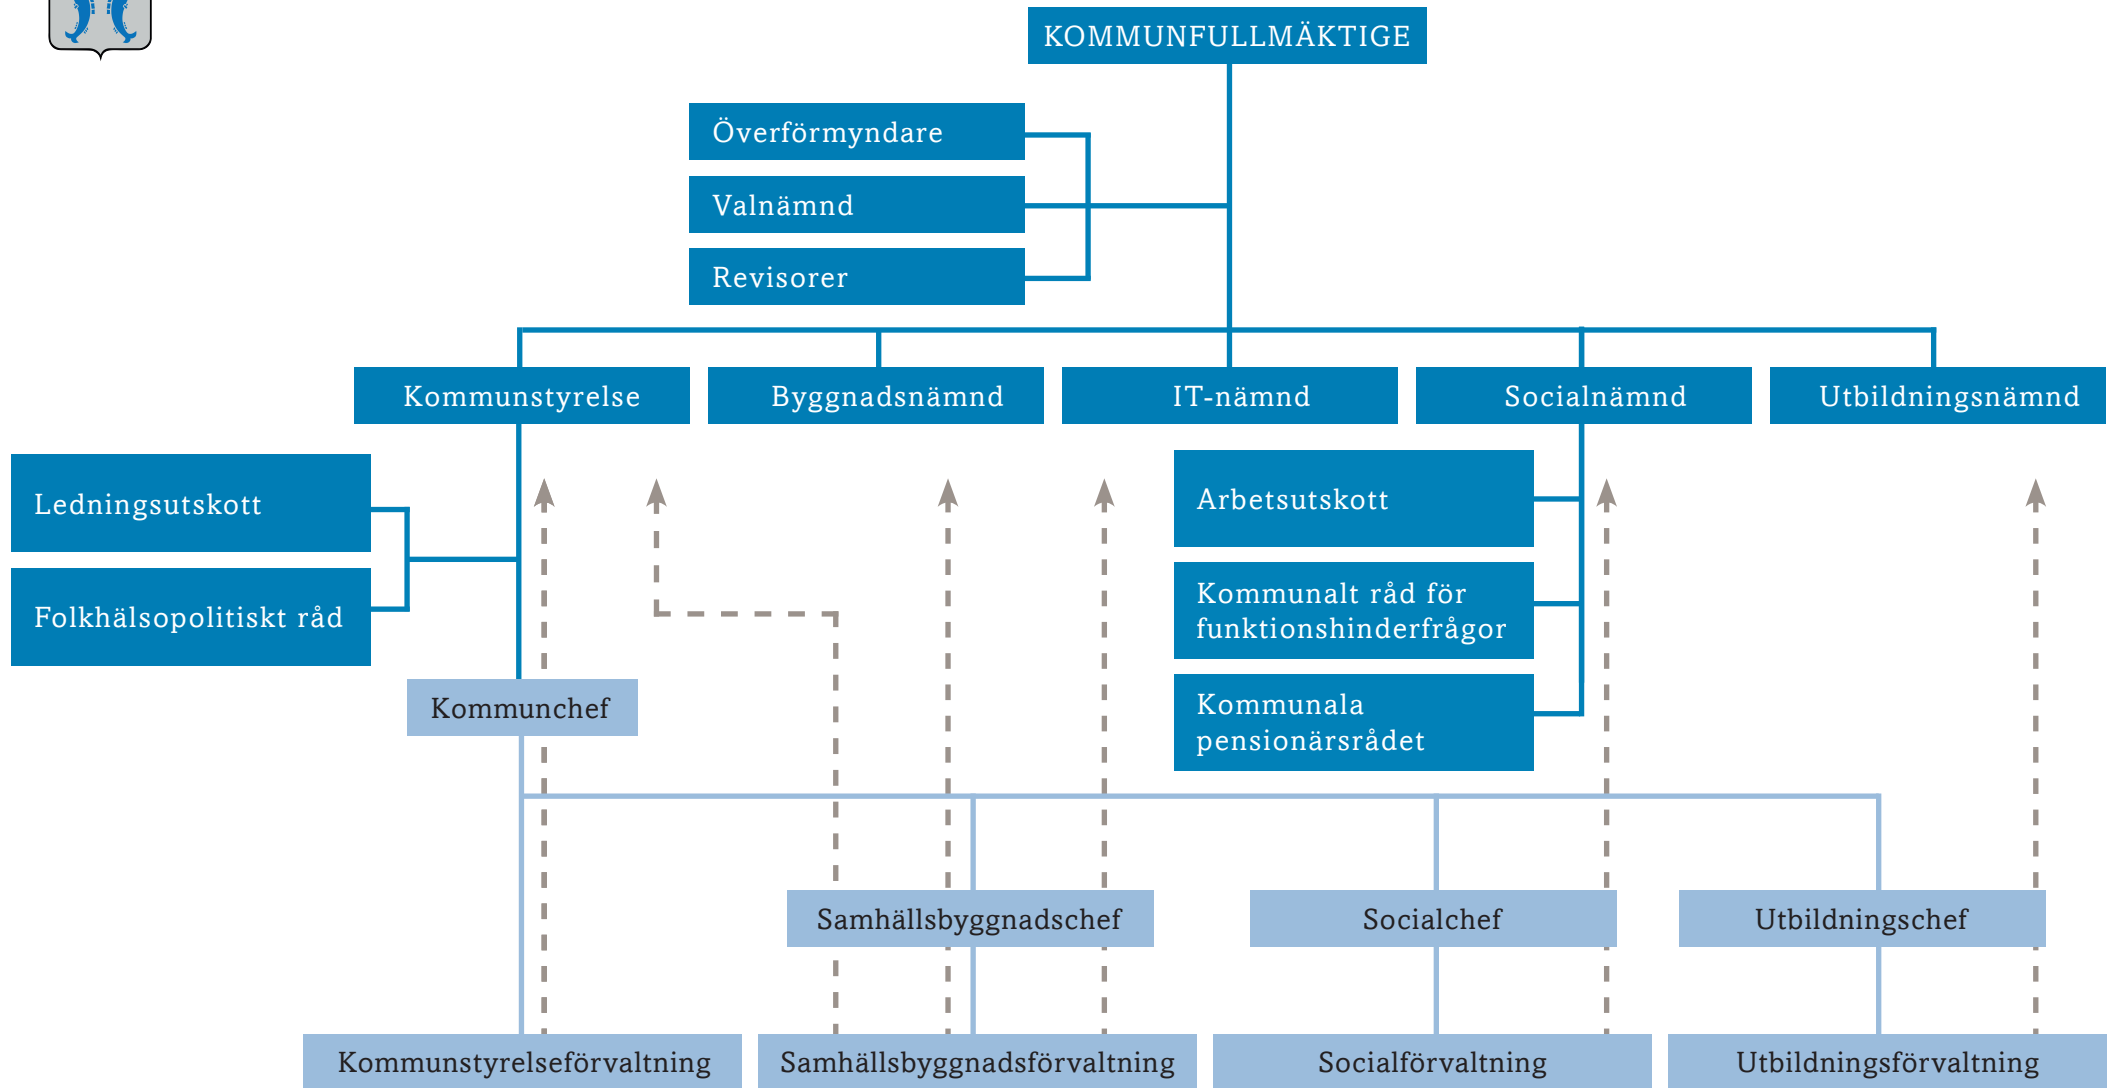 KOMMUNFULLMÄKTIGE
Överförmyndare
Valnämnd
Revisorer
Kommunstyrelse
Byggnadsnämnd
IT-nämnd
Socialnämnd
Utbildningsnämnd
Ledningsutskott
Folkhälsopolitiskt råd
Arbetsutskott
Kommunalt råd för
funktionshinderfrågor
Kommunala
pensionärsrådet
Kommunchef
Samhällsbyggnadschef
Socialchef
Utbildningschef
Kommunstyrelseförvaltning
Samhällsbyggnadsförvaltning
Socialförvaltning
Utbildningsförvaltning